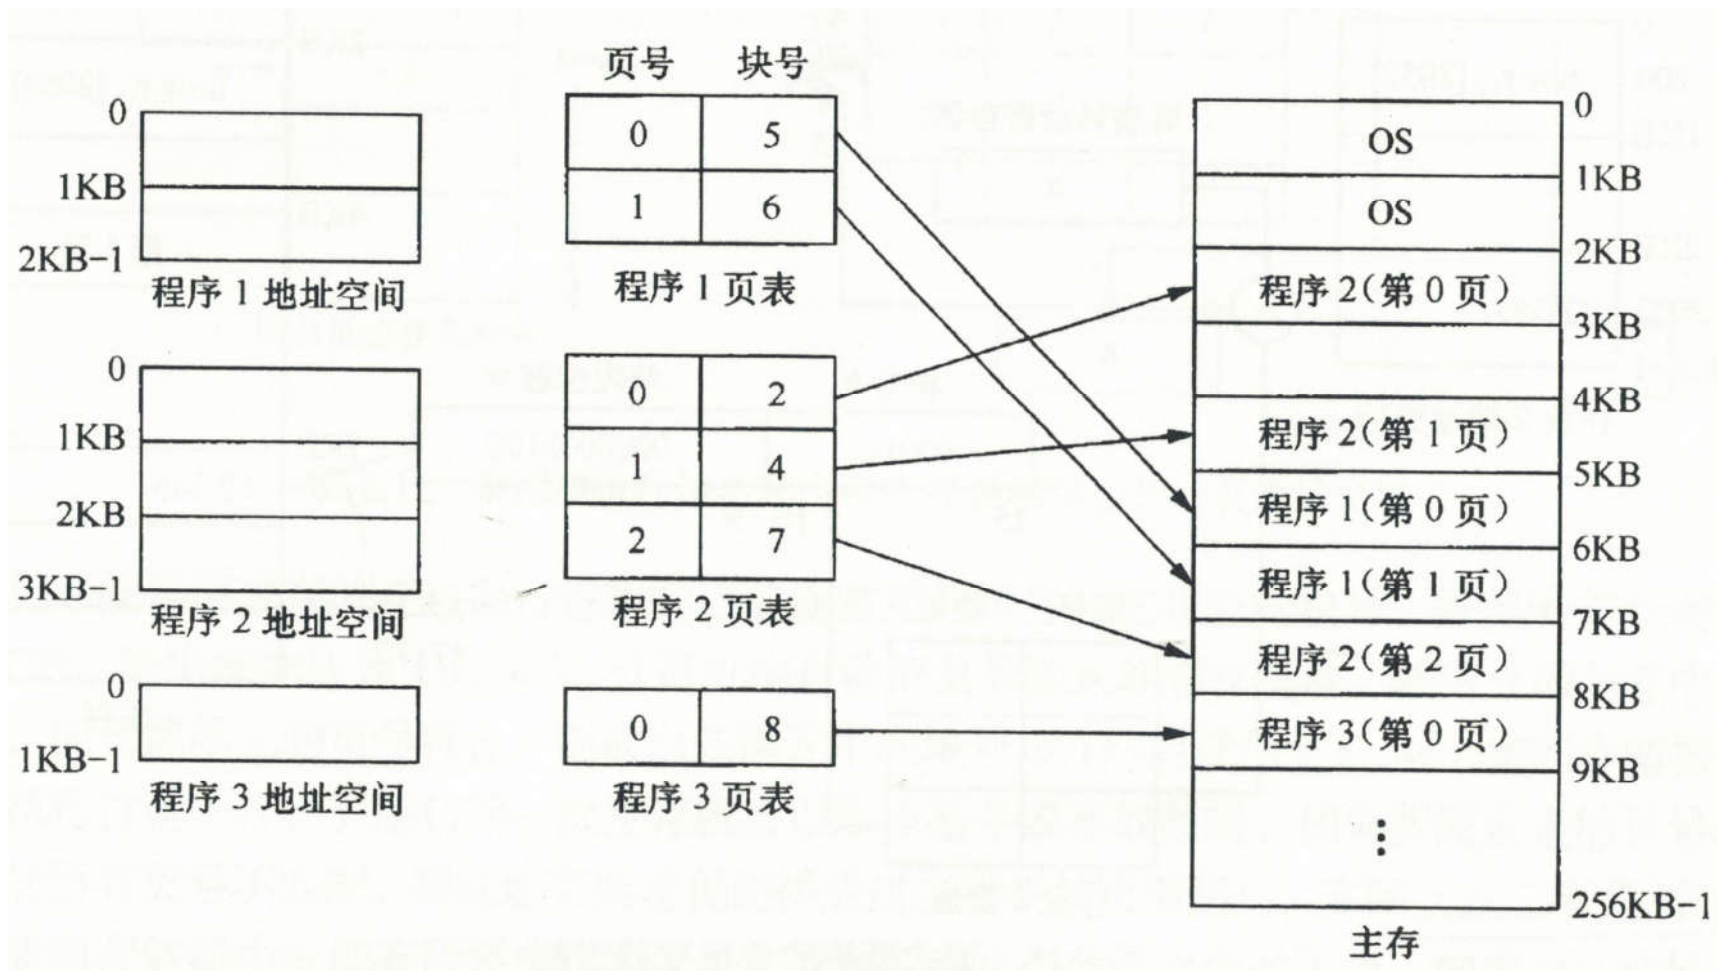 页号 块号
0 5
1 6
程序 1 页表
0
1KB
2KB-1
程序 1 地址空间
0 2
1 4
2 7
程序 2 页表
0
1KB
2KB
3KB-1
程序 2 地址空间
0 8
程序 3 页表
0
1KB-1
程序 3 地址空间
0
OS
1KB
OS
2KB
程序 2(第 0 页)
3KB
4KB
程序 2(第 1 页)
5KB
程序 1(第 0 页)
6KB
程序 1(第 1 页)
7KB
程序 2(第 2 页)
8KB
程序 3(第 0 页)
9KB
⋮
256KB-1
主存